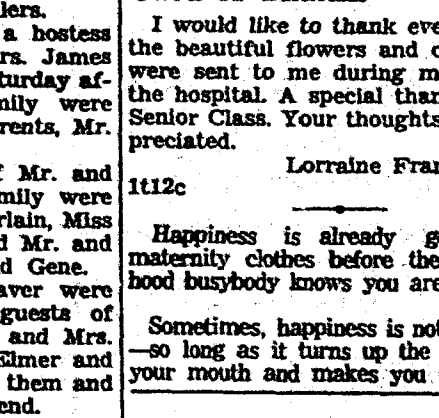 lers.
a hostess
rs. James
turday af-
mily were
rents, Mr.
f Mr. and
mily were
rlain, Miss
d Mr. and
d Gene.
aver were
guests of
and Mrs.
Elmer and
them and
end.
I would like to thank eve
the beautiful flowers and c
were sent to me during m
the hospital. A special than
Senior Class. Your thoughts
preciated.
Lorraine Fran
1t12c
Happiness is already g
maternity clothes before the
hood busybody knows you are
Sometimes, happiness is not
—so long as it turns up the
your mouth and makes you